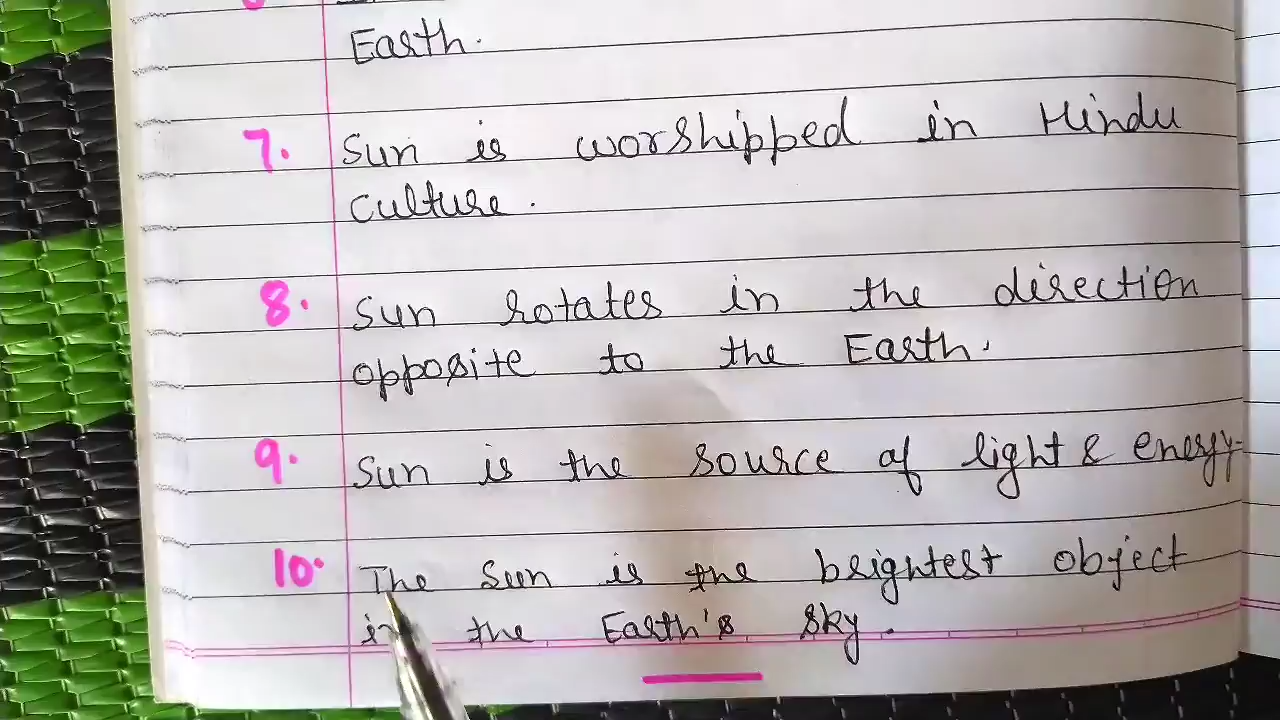 Earth.
7. Sun is worshipped in Hindu
culture.
8. Sun rotates in the direction
opposite to the Earth.
9. Sun is the source of light & energy.
10. The Sun is the brightest object
in the Earth's sky.